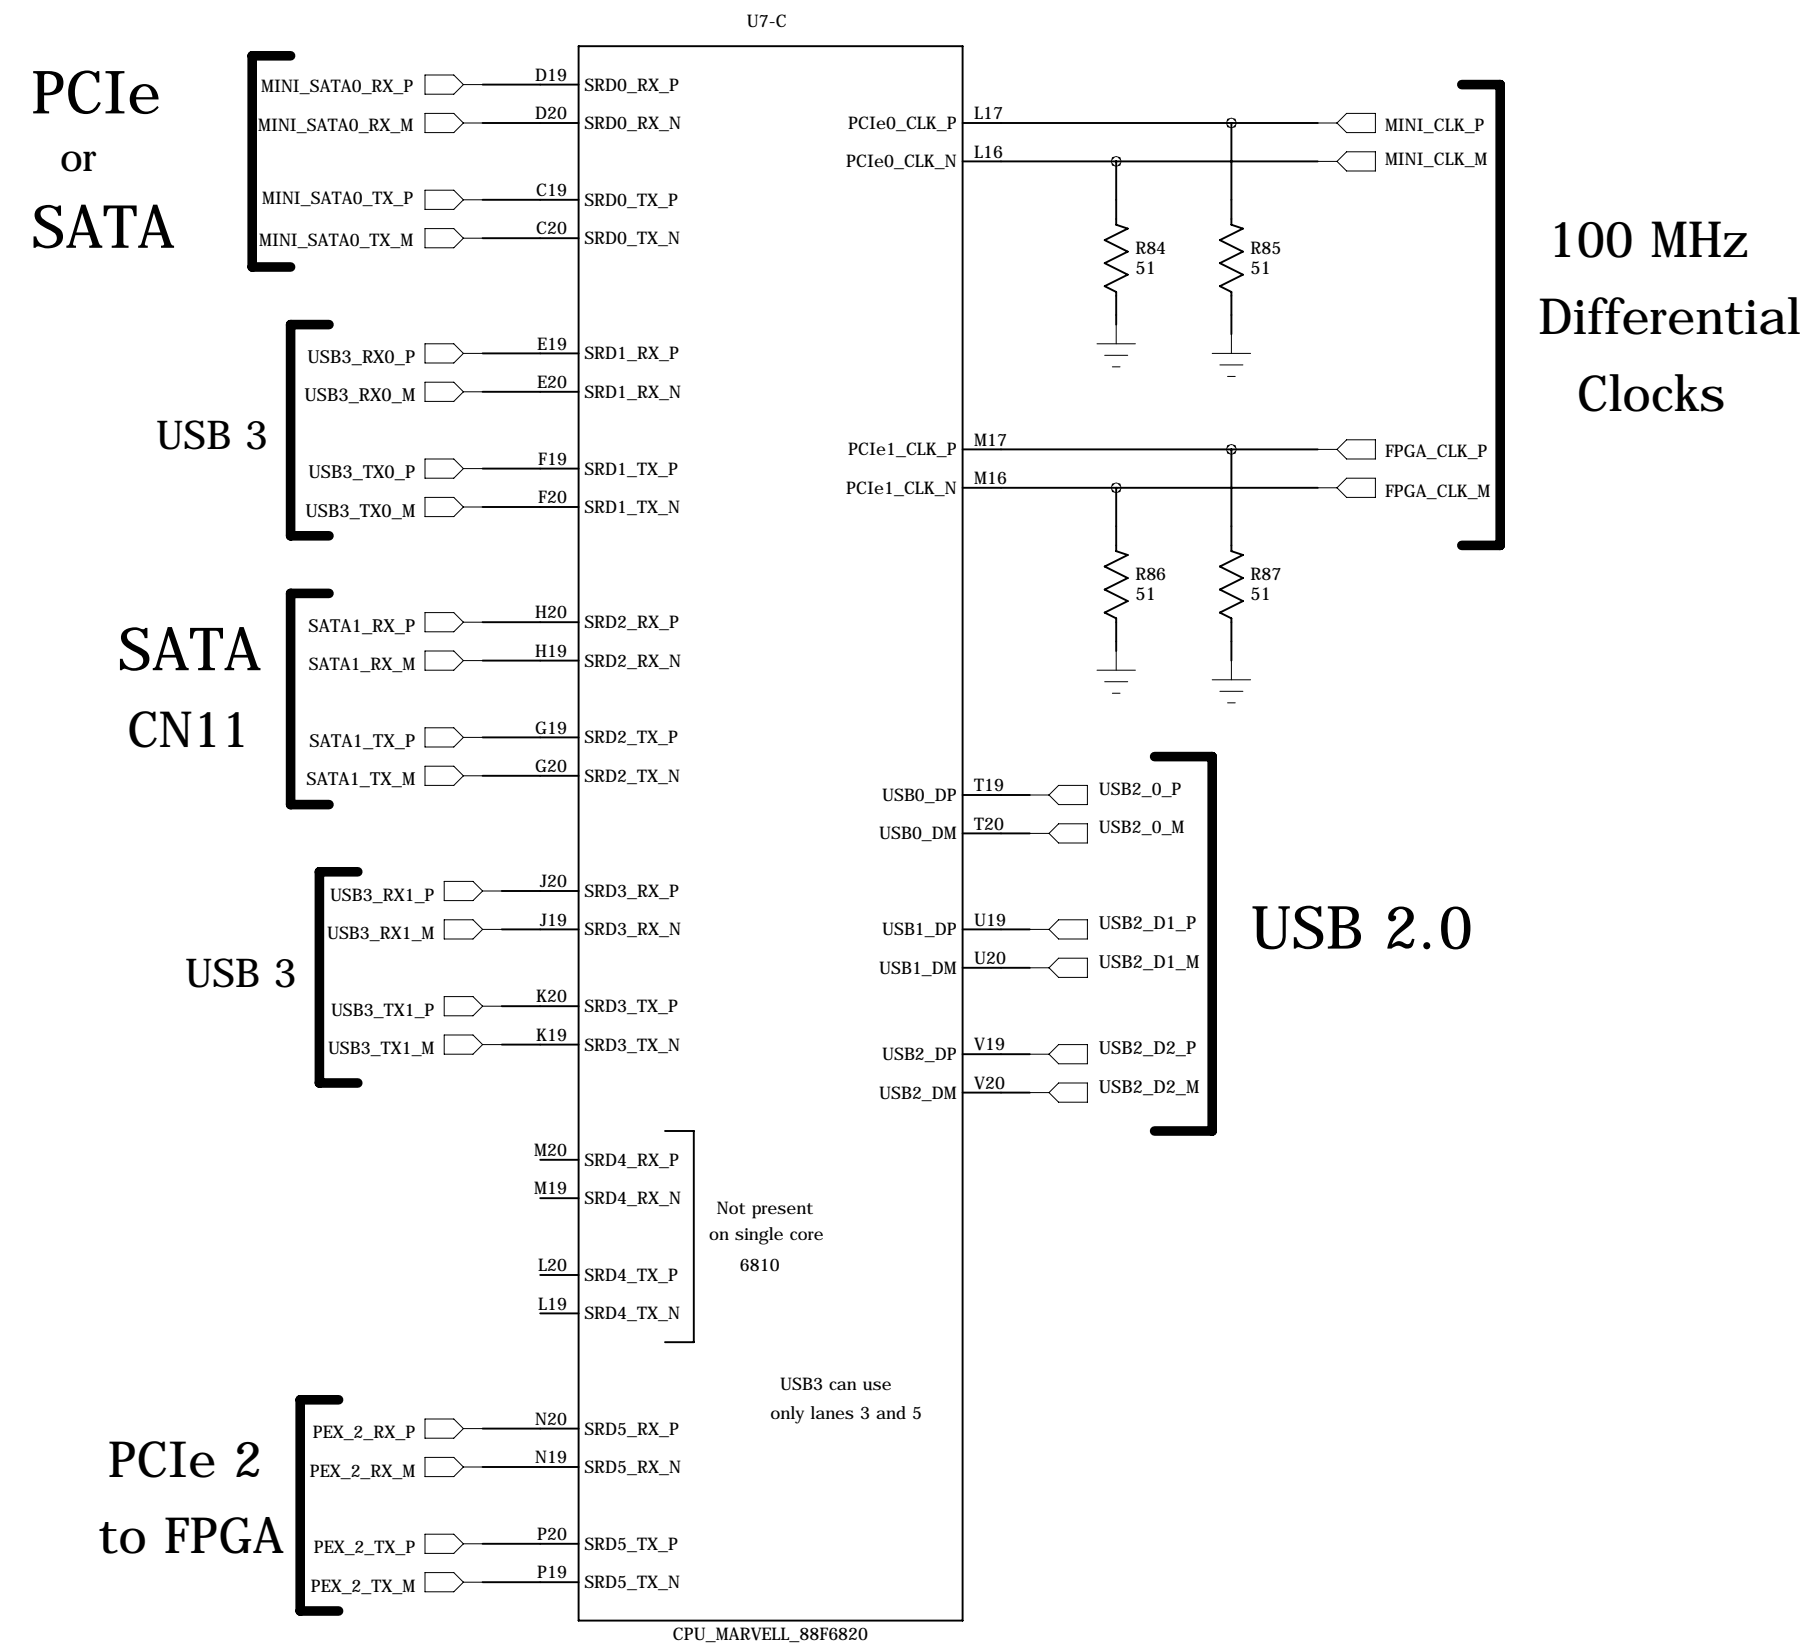 U7-C
PCIe
or
SATA
MINI_SATA0_RX_P D19 SRD0_RX_P
MINI_SATA0_RX_M D20 SRD0_RX_N
MINI_SATA0_TX_P C19 SRD0_TX_P
MINI_SATA0_TX_M C20 SRD0_TX_N
USB 3
USB3_RX0_P E19 SRD1_RX_P
USB3_RX0_M E20 SRD1_RX_N
USB3_TX0_P F19 SRD1_TX_P
USB3_TX0_M F20 SRD1_TX_N
SATA
CN11
SATA1_RX_P H20 SRD2_RX_P
SATA1_RX_M H19 SRD2_RX_N
SATA1_TX_P G19 SRD2_TX_P
SATA1_TX_M G20 SRD2_TX_N
USB 3
USB3_RX1_P J20 SRD3_RX_P
USB3_RX1_M J19 SRD3_RX_N
USB3_TX1_P K20 SRD3_TX_P
USB3_TX1_M K19 SRD3_TX_N
M20 SRD4_RX_P
M19 SRD4_RX_N
L20 SRD4_TX_P
L19 SRD4_TX_N
Not present
on single core
6810
USB3 can use
only lanes 3 and 5
PCIe 2
to FPGA
PEX_2_RX_P N20 SRD5_RX_P
PEX_2_RX_M N19 SRD5_RX_N
PEX_2_TX_P P20 SRD5_TX_P
PEX_2_TX_M P19 SRD5_TX_N
PCIe0_CLK_P L17 MINI_CLK_P
PCIe0_CLK_N L16 MINI_CLK_M
R84
51
R85
51
PCIe1_CLK_P M17 FPGA_CLK_P
PCIe1_CLK_N M16 FPGA_CLK_M
R86
51
R87
51
100 MHz
Differential
Clocks
USB0_DP T19 USB2_0_P
USB0_DM T20 USB2_0_M
USB1_DP U19 USB2_D1_P
USB1_DM U20 USB2_D1_M
USB2_DP V19 USB2_D2_P
USB2_DM V20 USB2_D2_M
USB 2.0
CPU_MARVELL_88F6820